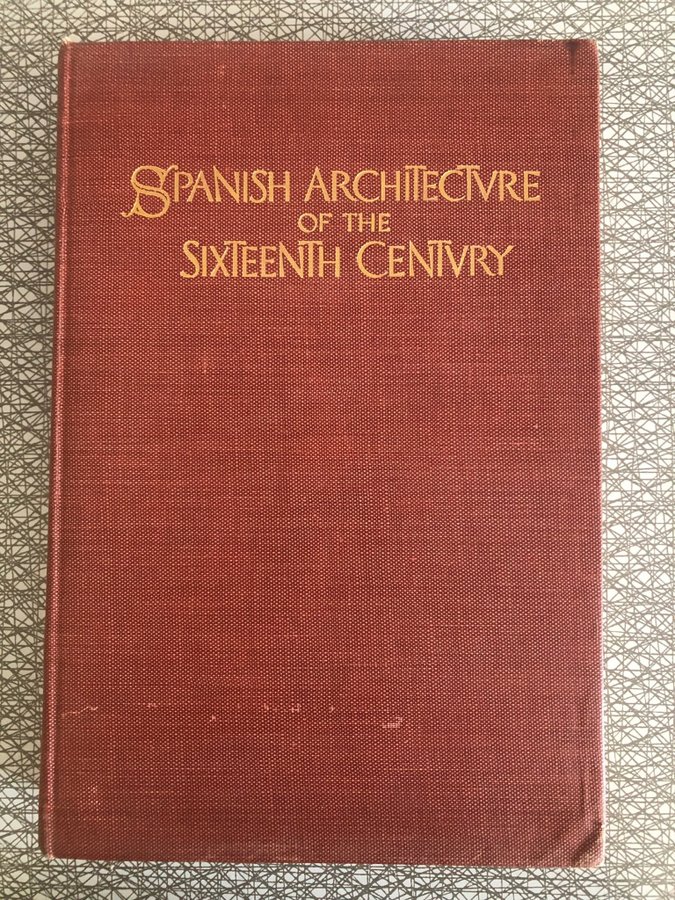 SPANISH ARCHITECTVRE
OF THE
SIXTEENTH CENTVRY